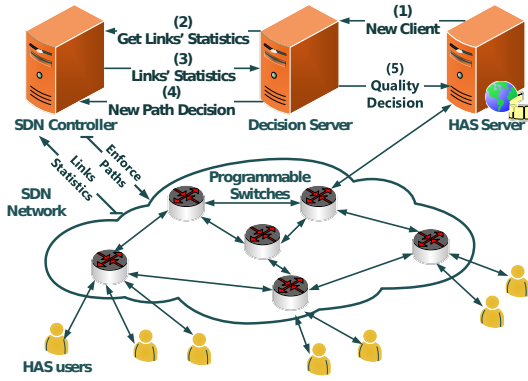 (2)
Get Links' Statistics
(1)
New Client
(3)
Links' Statistics
(4)
New Path Decision
(5)
Quality
Decision
SDN Controller
Decision Server
HAS Server
Enforce
Paths
Links
Statistics
SDN
Network
Programmable
Switches
HAS users